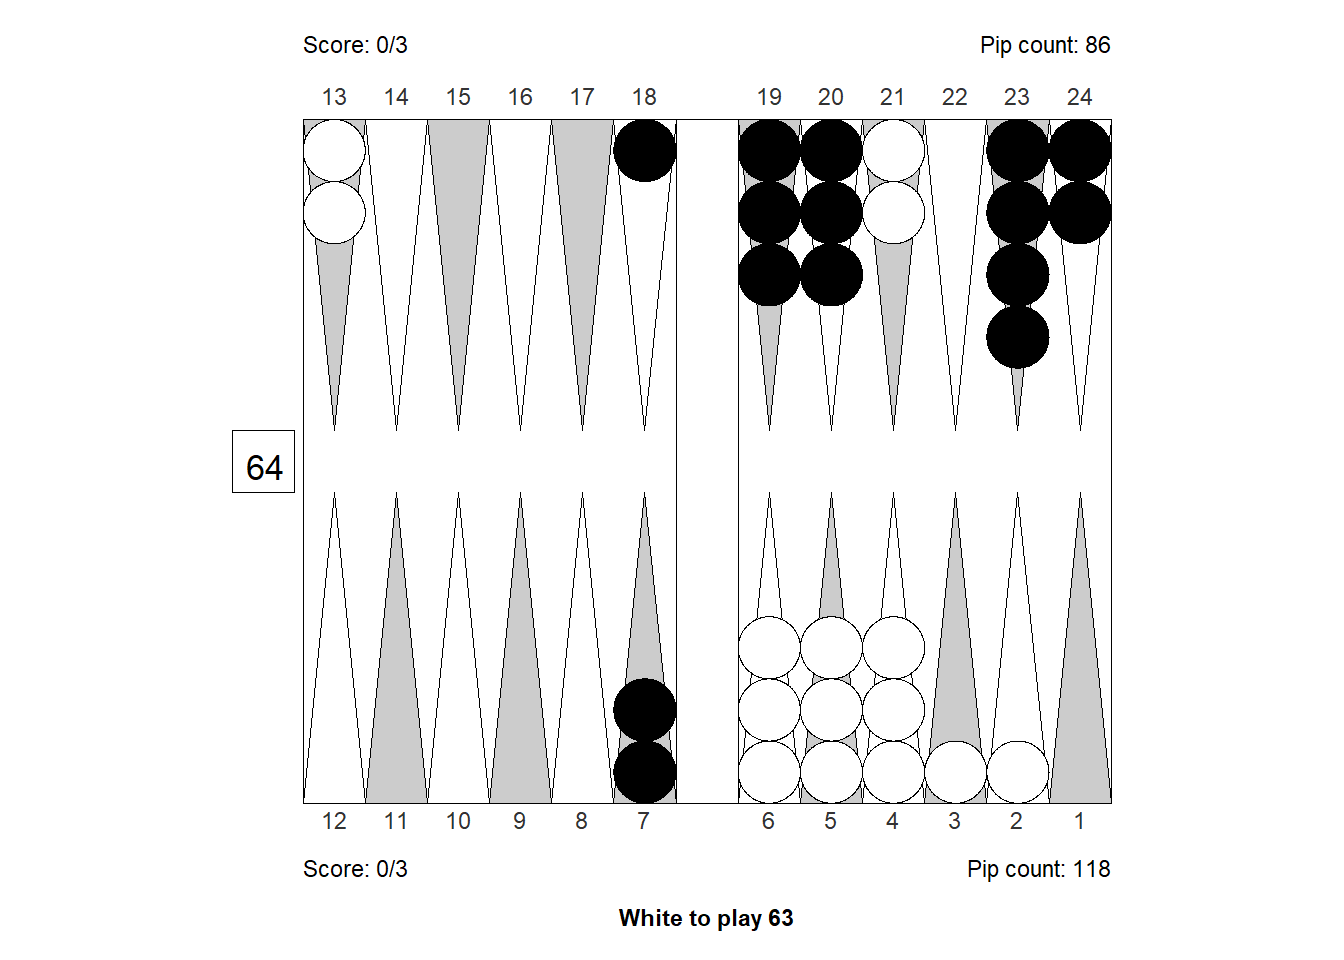 Score: 0/3 Pip count: 86
13 14 15 16 17 18 19 20 21 22 23 24
64
12 11 10 9 8 7 6 5 4 3 2 1
Score: 0/3 Pip count: 118
White to play 63